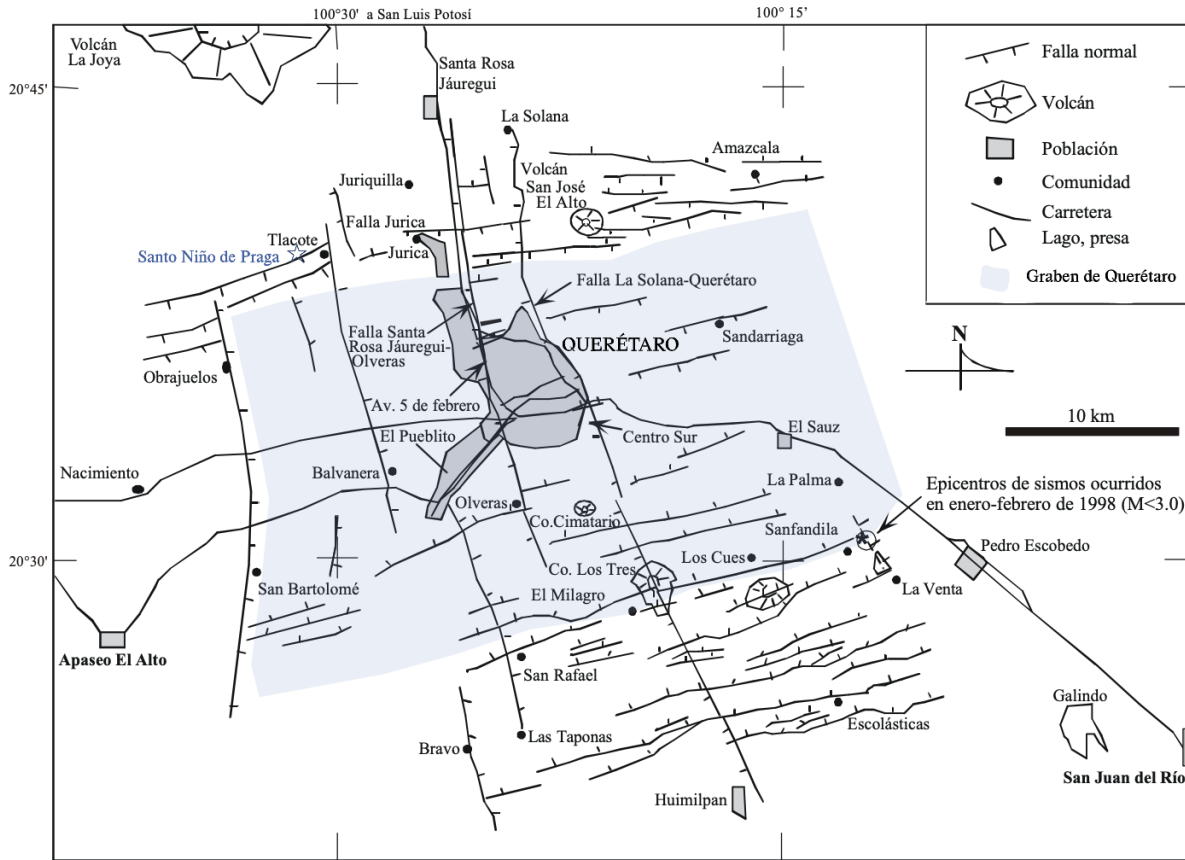 100°30' a San Luis Potosí
100°15'
Volcán
La Joya
20°45'
Santa Rosa
Jáuregui
La Solana
Amazcala
Volcán
San José
El Alto
Juriquilla
Falla Jurica
Jurica
Tlacote
Santo Niño de Praga
Falla La Solana-Querétaro
Falla Santa
Rosa Jáuregui-
Olveras
QUERÉTARO
Sandarriaga
Obrajuelos
Av. 5 de febrero
El Pueblito
Centro Sur
El Sauz
Nacimiento
Balvanera
Olveras
Co.Cimatario
La Palma
Sanfandila
Epicentros de sismos ocurridos
en enero-febrero de 1998 (M<3.0)
Pedro Escobedo
20°30'
San Bartolomé
Co. Los Tres
Los Cues
El Milagro
La Venta
Apaseo El Alto
San Rafael
Escolásticas
Galindo
Bravo
Las Taponas
San Juan del Río
Huimilpan
Falla normal
Volcán
Población
Comunidad
Carretera
Lago, presa
Graben de Querétaro
N
10 km